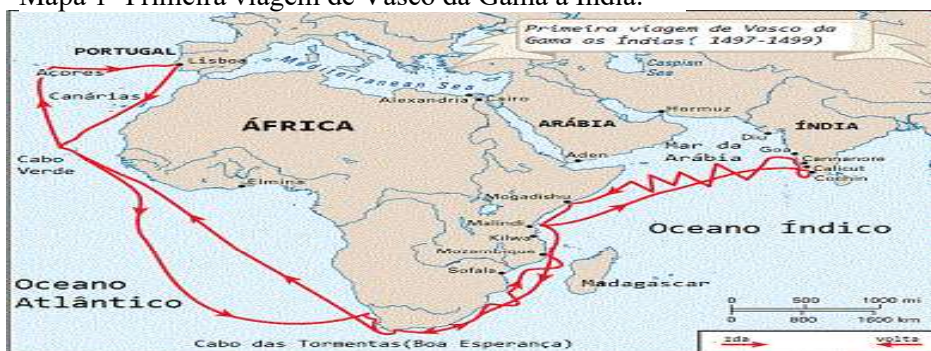 Mapa 1- Primeira viagem de Vasco da Gama à Índia.
Primeira viagem de Vasco da
Gama as Índias( 1497-1499)
PORTUGAL
Lisboa
Açores
Canárias
Mediterranean Sea
Caspian
Sea
Alexandria
Cairo
Hormuz
ÁFRICA
ARÁBIA
ÍNDIA
Diu
Goa
Mar da
Arábia
Cannanore
Calicut
Cochin
Aden
Cabo
Verde
Elmina
Mogadishu
Malindi
Kilwa
Mozambique
Sofala
Madagascar
Oceano Índico
Oceano
Atlântico
Cabo das Tormentas(Boa Esperança)
0 500 1000 mi
0 800 1600 km
ida volta